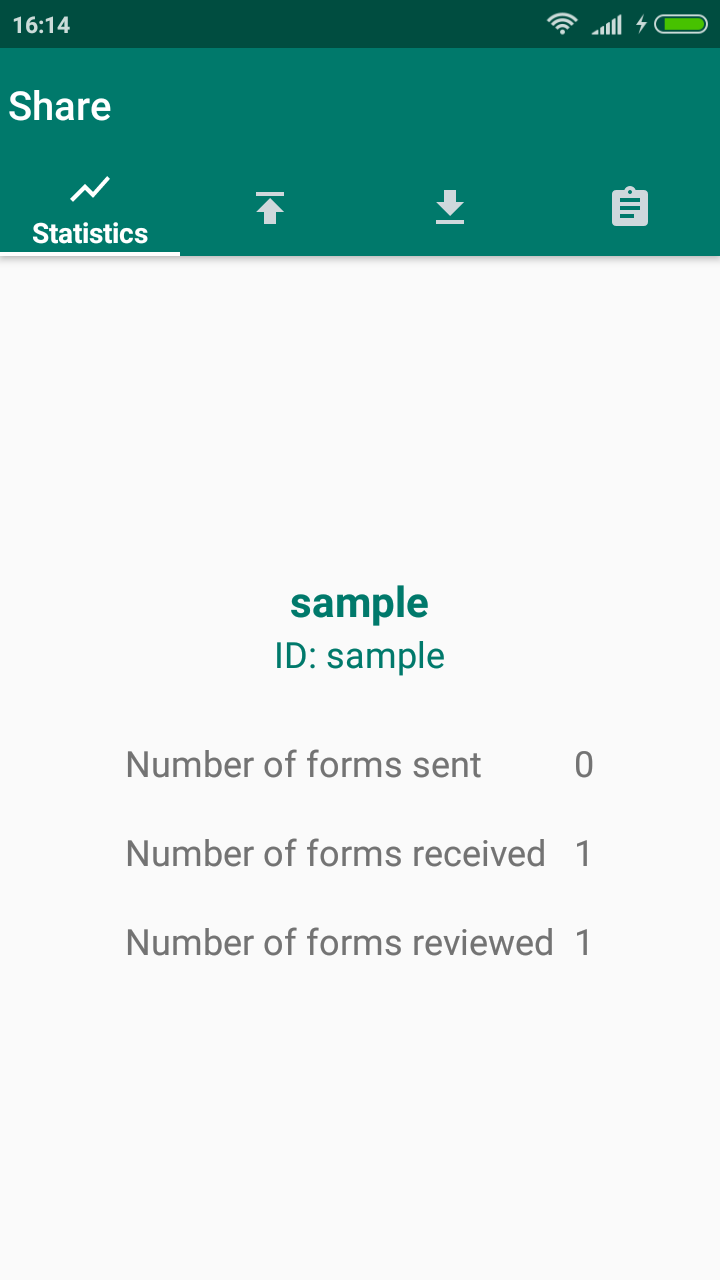 16:14
Share
Statistics
sample
ID: sample
Number of forms sent 0
Number of forms received 1
Number of forms reviewed 1